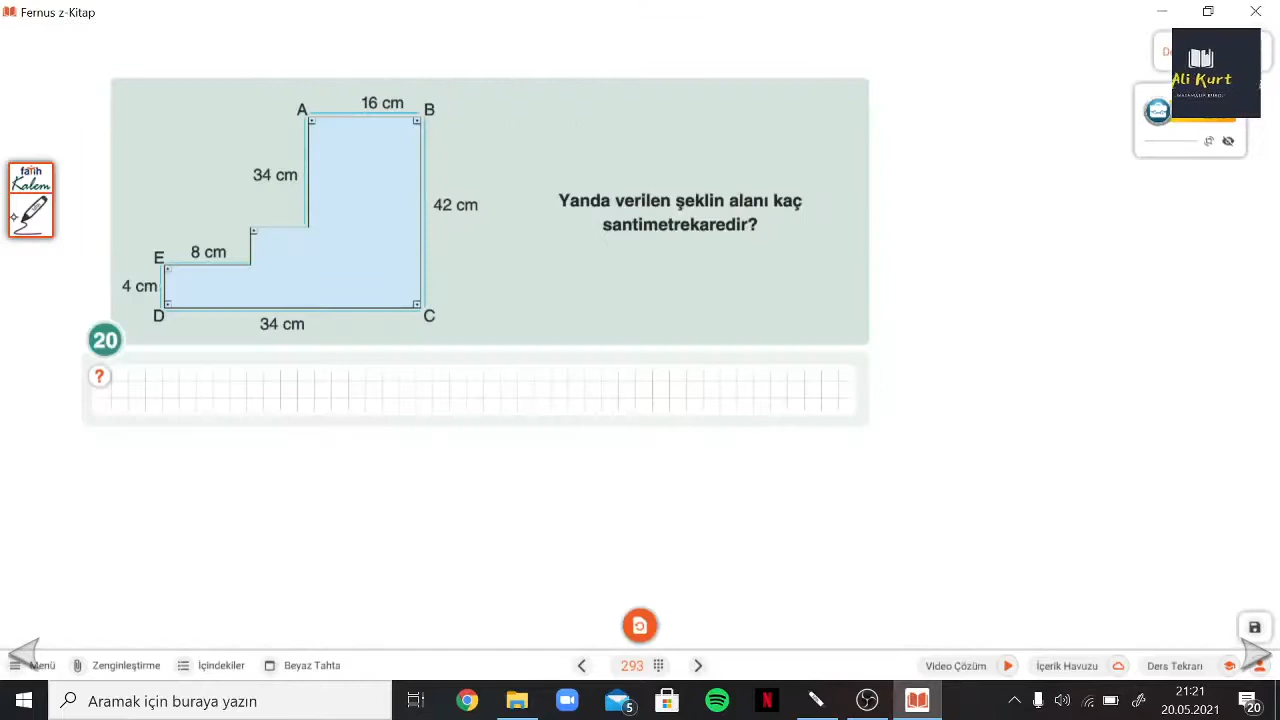 Fernus z-Kitap
Ali Kurt
fatih
Kalem
16 cm
A
B
34 cm
42 cm
Yanda verilen şeklin alanı kaç
santimetrekaredir?
E
8 cm
4 cm
D
C
34 cm
20
?
Menü
Zenginleştirme
İçindekiler
Beyaz Tahta
293
Video Çözüm
İçerik Havuzu
Ders Tekrarı
Aramak için buraya yazın
5
N
21:21
20.05.2021
20